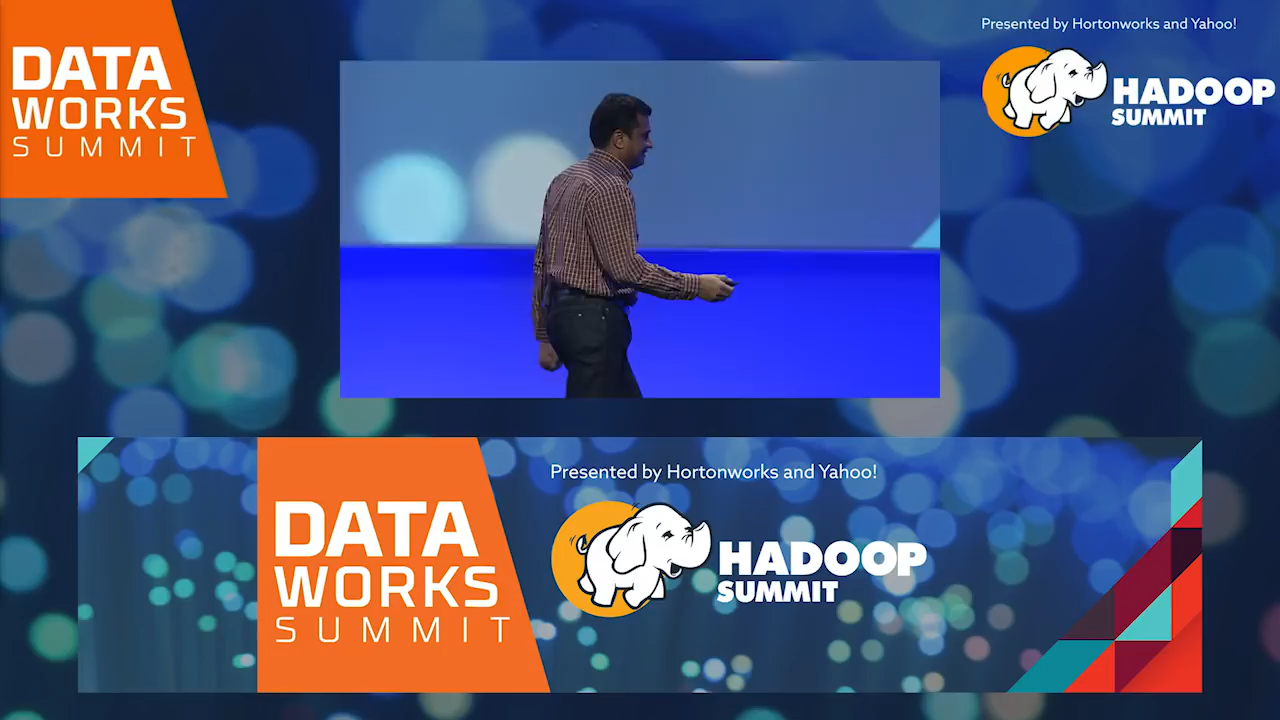 DATA
WORKS
SUMMIT
Presented by Hortonworks and Yahoo!
HADOOP
SUMMIT
DATA
WORKS
SUMMIT
Presented by Hortonworks and Yahoo!
HADOOP
SUMMIT